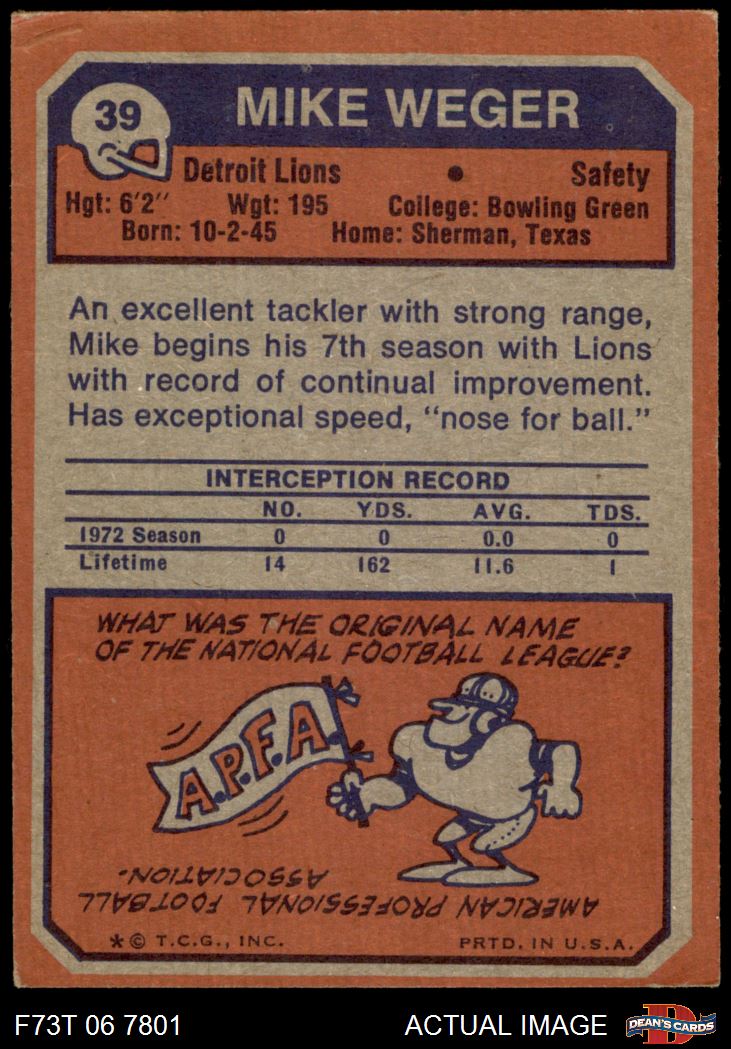 39
MIKE WEGER
Detroit Lions • Safety
Hgt: 6'2" Wgt: 195 College: Bowling Green
Born: 10-2-45 Home: Sherman, Texas
An excellent tackler with strong range,
Mike begins his 7th season with Lions
with record of continual improvement.
Has exceptional speed, "nose for ball."
INTERCEPTION RECORD
NO. YDS. AVG. TDS.
1972 Season 0 0 0.0 0
Lifetime 14 162 11.6 1
WHAT WAS THE ORIGINAL NAME
OF THE NATIONAL FOOTBALL LEAGUE?
A.P.F.A.
AMERICAN PROFESSIONAL FOOTBALL
ASSOCIATION.
*© T.C.G., INC. PRTD. IN U.S.A.
F73T 06 7801 ACTUAL IMAGE
D
DEAN'S CARDS